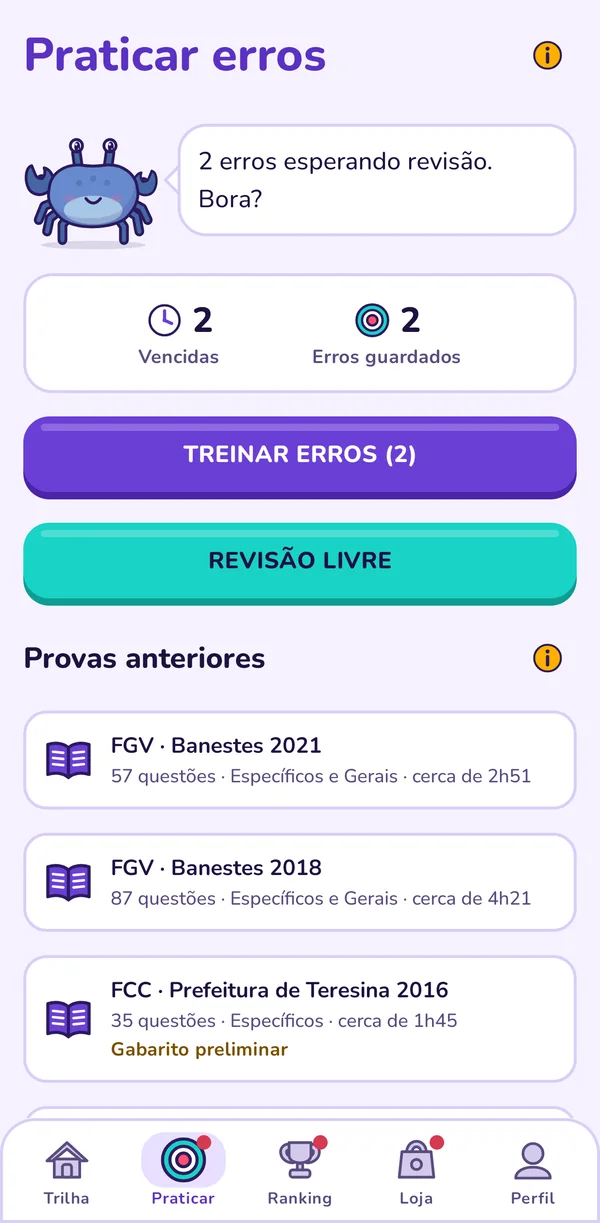 Praticar erros
2 erros esperando revisão.
Bora?
2
Vencidas
2
Erros guardados
TREINAR ERROS (2)
REVISÃO LIVRE
Provas anteriores
FGV · Banestes 2021
57 questões · Específicos e Gerais · cerca de 2h51
FGV · Banestes 2018
87 questões · Específicos e Gerais · cerca de 4h21
FCC · Prefeitura de Teresina 2016
35 questões · Específicos · cerca de 1h45
Gabarito preliminar
Trilha
Praticar
Ranking
Loja
Perfil